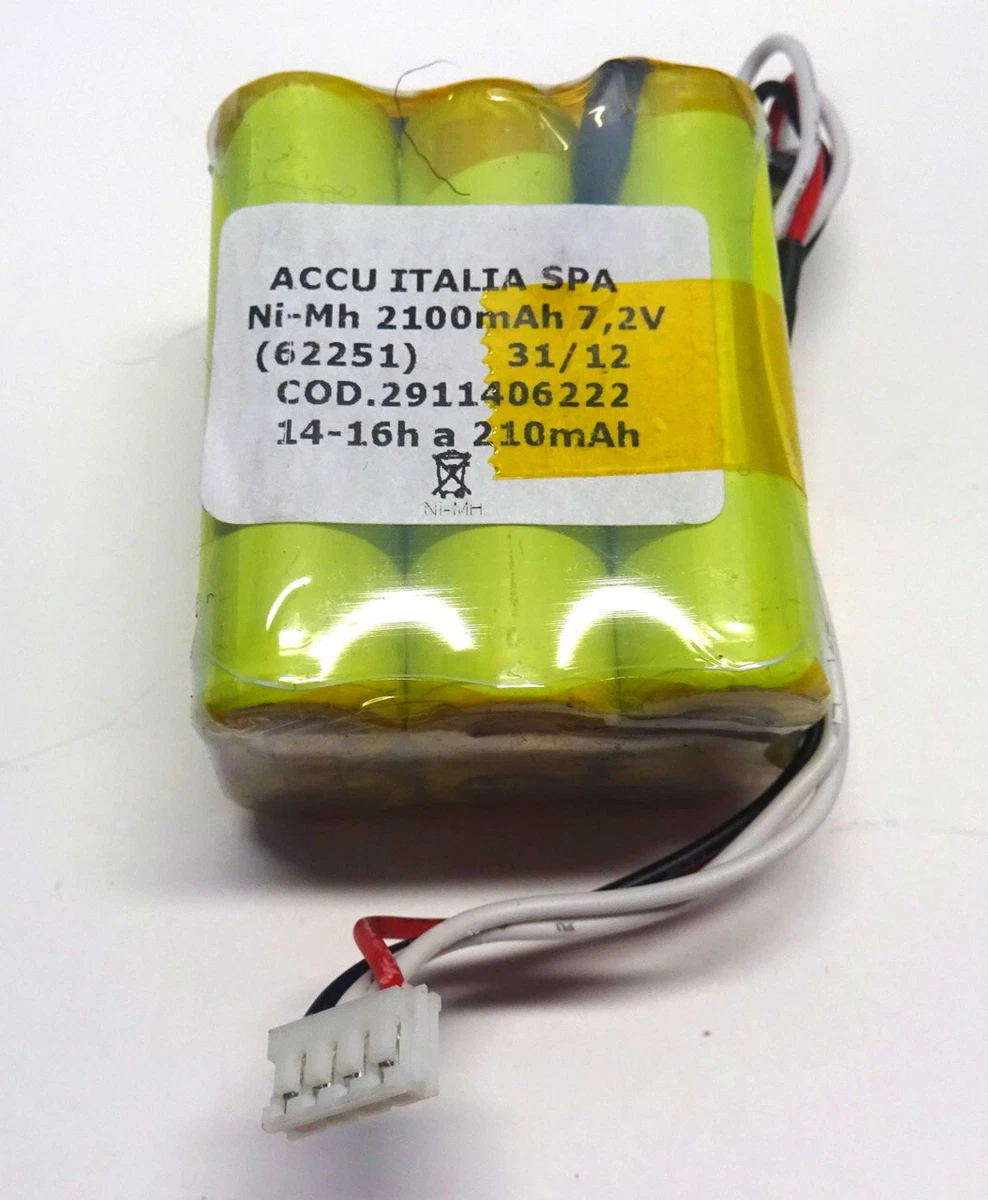 ACCU ITALIA SPA
Ni-Mh 2100mAh 7,2V
(62251) 31/12
COD.2911406222
14-16h a 210mAh
Ni-MH